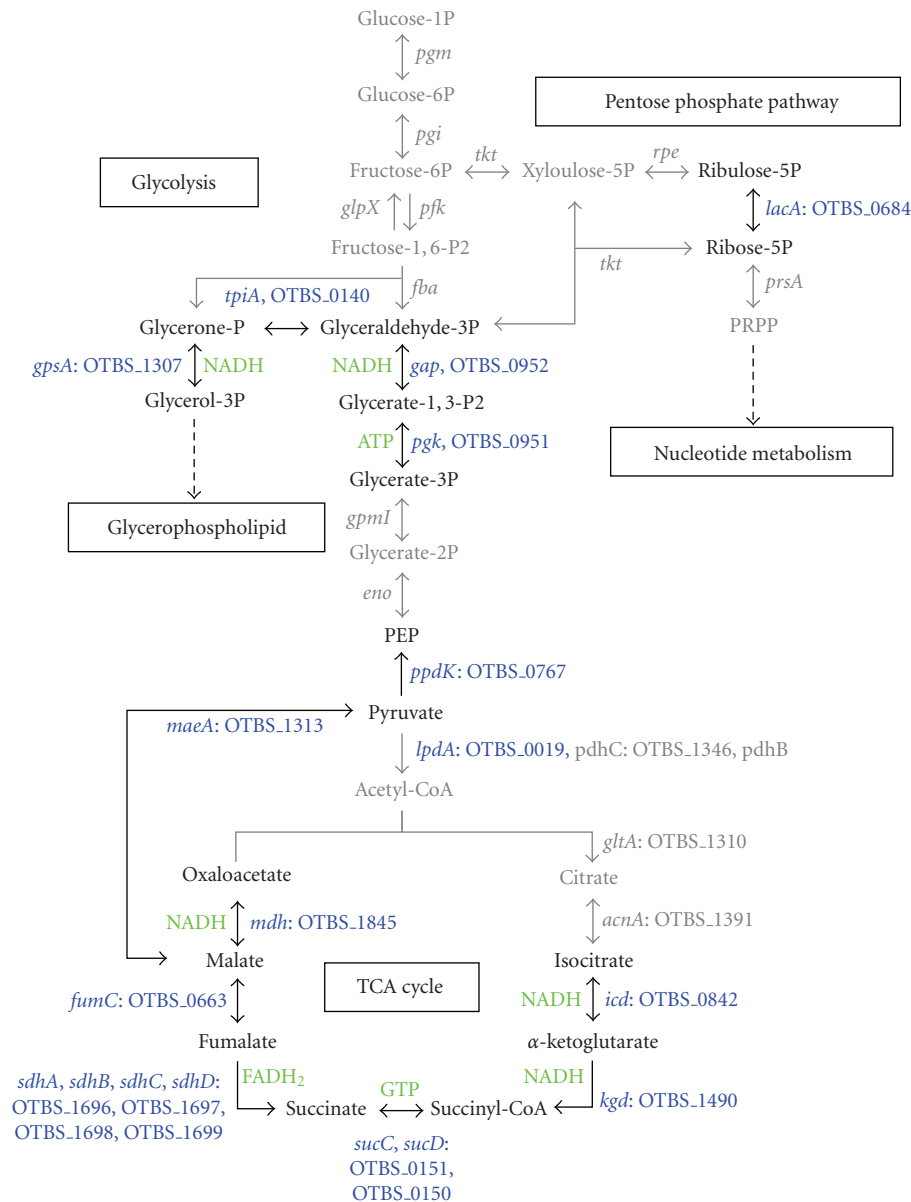 Glucose-1P
pgm
Glucose-6P
Pentose phosphate pathway
pgi
tkt
rpe
Glycolysis
Fructose-6P
Xyloulose-5P
Ribulose-5P
glpX
pfk
lacA: OTBS_0684
Fructose-1, 6-P2
Ribose-5P
tkt
fba
prsA
tpiA, OTBS_0140
Glycerone-P
Glyceraldehyde-3P
PRPP
gpsA: OTBS_1307
NADH
NADH
gap, OTBS_0952
Glycerol-3P
Glycerate-1, 3-P2
ATP
pgk, OTBS_0951
Nucleotide metabolism
Glycerate-3P
gpmI
Glycerophospholipid
Glycerate-2P
eno
PEP
ppdK: OTBS_0767
Pyruvate
maeA: OTBS_1313
lpdA: OTBS_0019, pdhC: OTBS_1346, pdhB
Acetyl-CoA
gltA: OTBS_1310
Oxaloacetate
Citrate
NADH
mdh: OTBS_1845
acnA: OTBS_1391
Malate
TCA cycle
Isocitrate
fumC: OTBS_0663
NADH
icd: OTBS_0842
Fumalate
α-ketoglutarate
sdhA, sdhB, sdhC, sdhD:
OTBS_1696, OTBS_1697,
OTBS_1698, OTBS_1699
FADH₂
GTP
NADH
Succinate
Succinyl-CoA
kgd: OTBS_1490
sucC, sucD:
OTBS_0151,
OTBS_0150